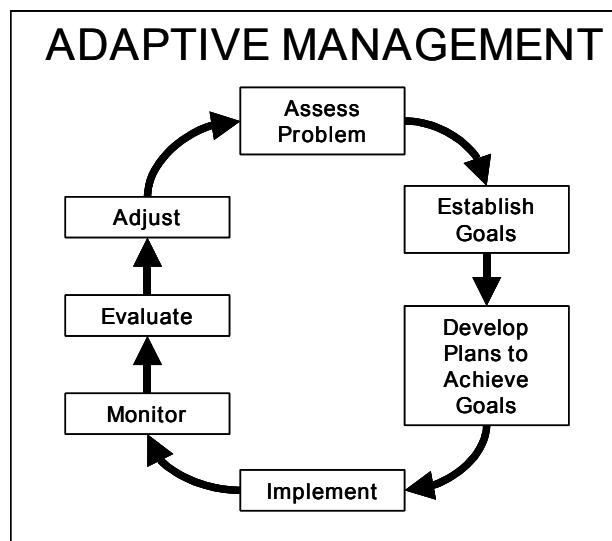 ADAPTIVE MANAGEMENT
Assess
Problem
Establish
Goals
Develop
Plans to
Achieve
Goals
Implement
Monitor
Evaluate
Adjust